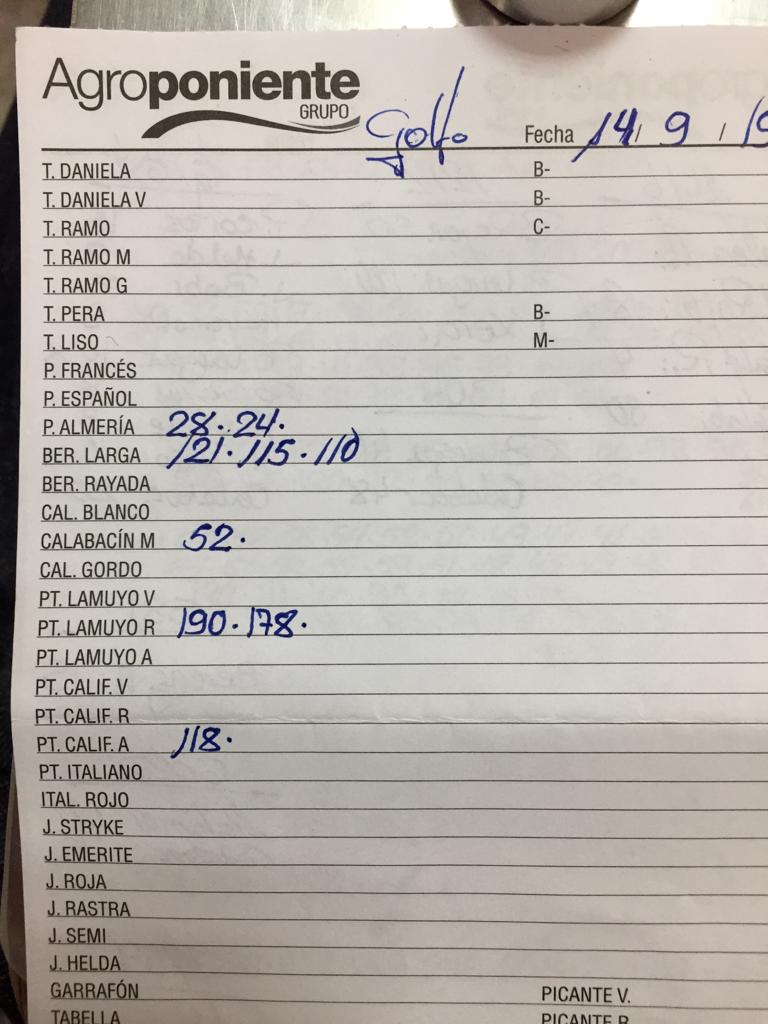 Agroponiente
GRUPO
Golfo Fecha 14 / 9 / 19
T. DANIELA B-
T. DANIELA V B-
T. RAMO C-
T. RAMO M
T. RAMO G
T. PERA B-
T. LISO M-
P. FRANCÉS
P. ESPAÑOL
P. ALMERÍA 28. 24.
BER. LARGA 121. 115. 110
BER. RAYADA
CAL. BLANCO
CALABACÍN M 52.
CAL. GORDO
PT. LAMUYO V
PT. LAMUYO R 190. 178.
PT. LAMUYO A
PT. CALIF. V
PT. CALIF. R
PT. CALIF. A 118.
PT. ITALIANO
ITAL. ROJO
J. STRYKE
J. EMERITE
J. ROJA
J. RASTRA
J. SEMI
J. HELDA
GARRAFÓN PICANTE V.
TABELLA PICANTE R.